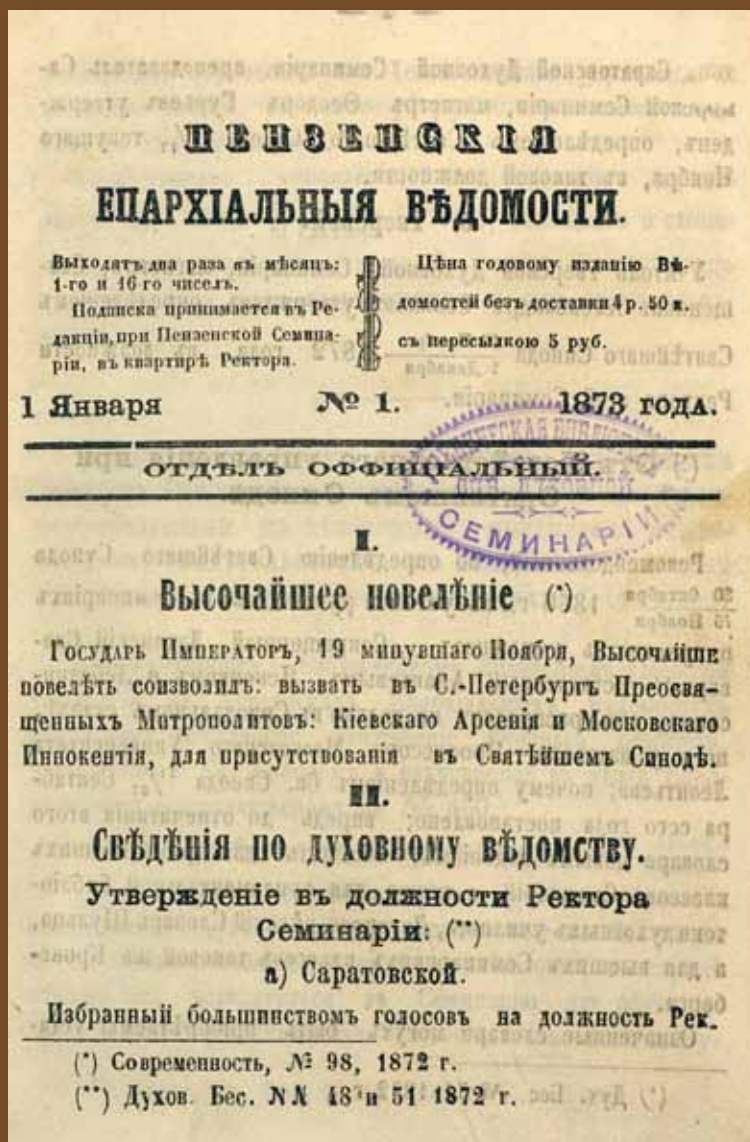 ПЕНЗЕНСКІЯ
ЕПАРХІАЛЬНЫЯ ВѢДОМОСТИ.
Выходятъ два раза въ мѣсяцъ:
1-го и 16-го чиселъ.
Подписка принимается въ Ре-
дакціи, при Пензенской Семина-
ріи, въ квартирѣ Ректора.
Цѣна годовому изданію Вѣ-
домостей безъ доставки 4 р. 50 к.
съ пересылкою 5 руб.
1 Января № 1. 1873 ГОДА.
ОТДѢЛЪ ОФФИЦІАЛЬНЫЙ.
СЕМИНАРІИ
I.
Высочайшее повелѣніе (*)
Государь Императоръ, 19 минувшаго Ноября, Высочайше
повелѣть соизволилъ: вызвать въ С.-Петербургъ Преосвя-
щенныхъ Митрополитовъ: Кіевскаго Арсенія и Московскаго
Иннокентія, для присутствованія въ Святѣйшемъ Синодѣ.
II.
Свѣдѣнія по духовному вѣдомству.
Утвержденіе въ должности Ректора
Семинаріи: (**)
а) Саратовской.
Избранный большинствомъ голосовъ на должность Рек.
(*) Современность, № 98, 1872 г.
(**) Духов. Бес. №№ 48 и 51 1872 г.